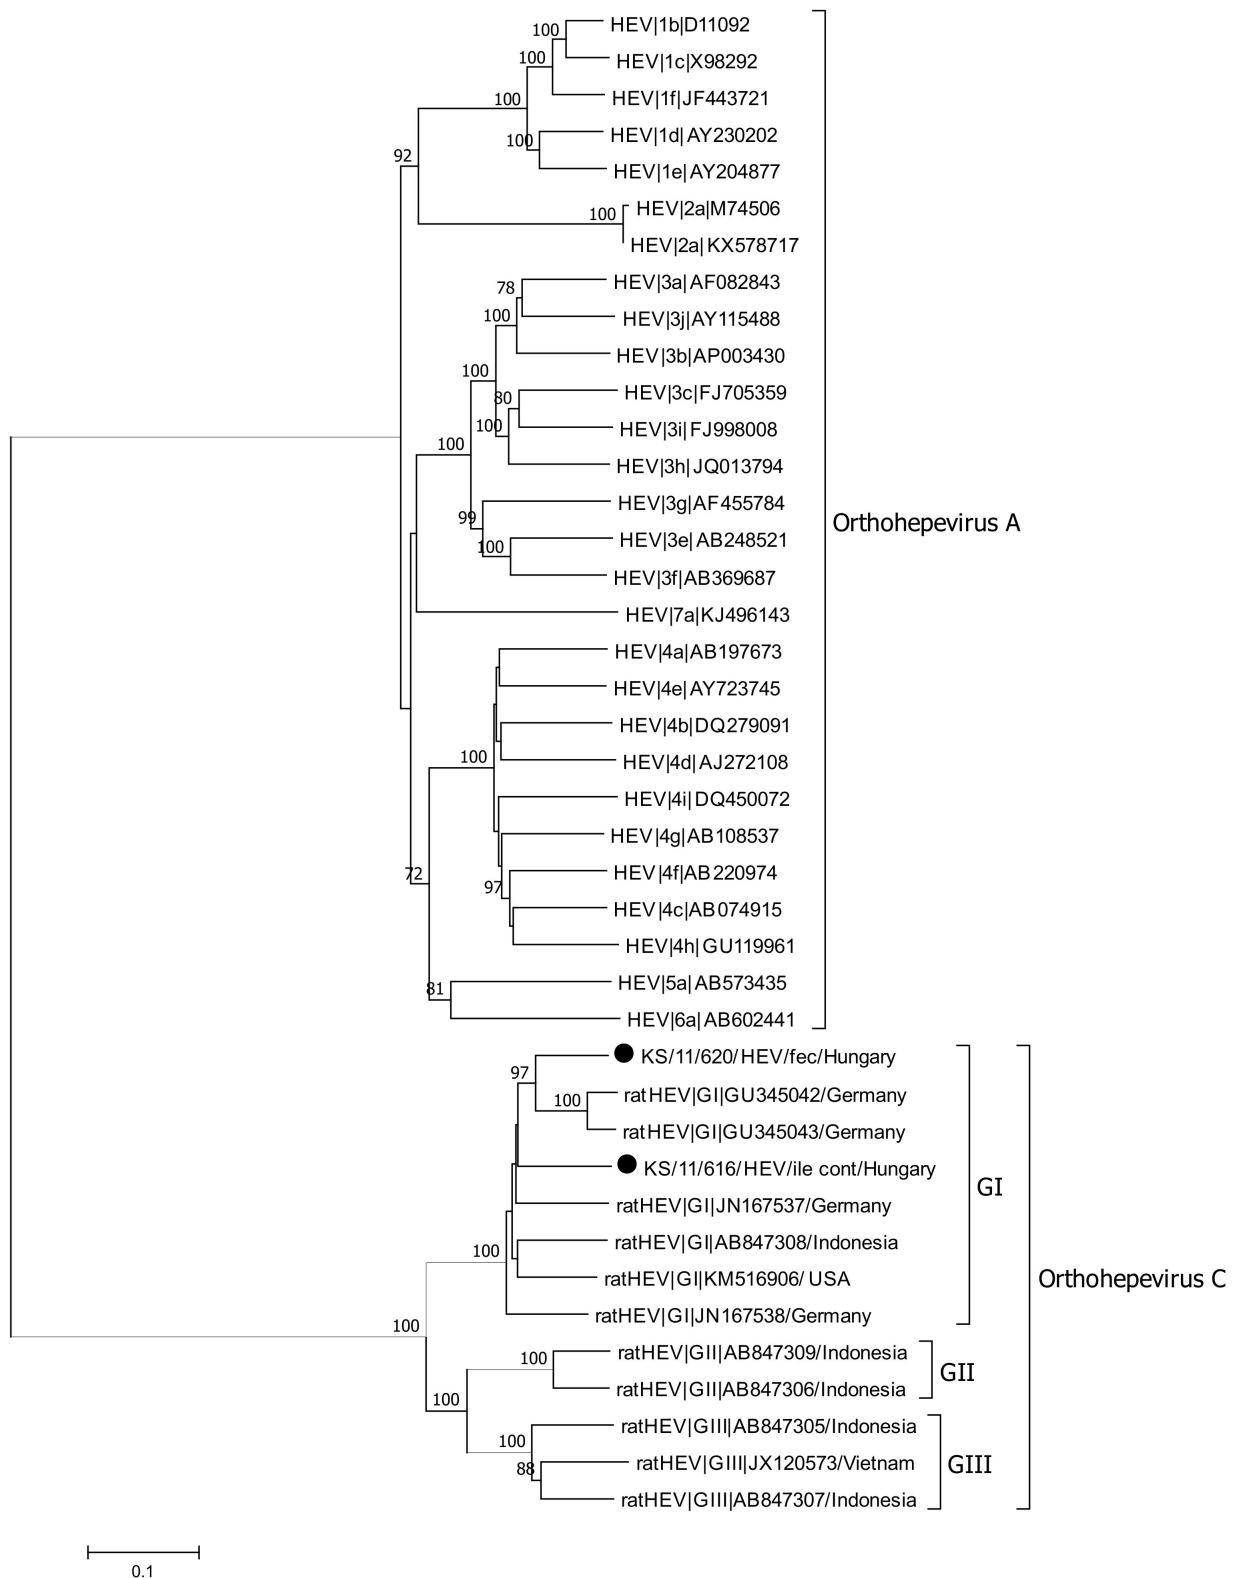 HEV|1b|D11092
100
HEV|1c|X98292
100
HEV|1f|JF443721
100
HEV|1d|AY230202
100
HEV|1e|AY204877
92
HEV|2a|M74506
100
HEV|2a|KX578717
HEV|3a|AF082843
78
HEV|3j|AY115488
100
HEV|3b|AP003430
100
HEV|3c|FJ705359
80
HEV|3i|FJ998008
100
100
HEV|3h|JQ013794
HEV|3g|AF455784
99
Orthohepevirus A
HEV|3e|AB248521
100
HEV|3f|AB369687
HEV|7a|KJ496143
HEV|4a|AB197673
HEV|4e|AY723745
HEV|4b|DQ279091
100
HEV|4d|AJ272108
HEV|4i|DQ450072
HEV|4g|AB108537
72
HEV|4f|AB220974
97
HEV|4c|AB074915
HEV|4h|GU119961
HEV|5a|AB573435
81
HEV|6a|AB602441
KS/11/620/HEV/fec/Hungary
97
ratHEV|GI|GU345042/Germany
100
ratHEV|GI|GU345043/Germany
KS/11/616/HEV/ile cont/Hungary
GI
ratHEV|GI|JN167537/Germany
ratHEV|GI|AB847308/Indonesia
100
ratHEV|GI|KM516906/ USA
Orthohepevirus C
ratHEV|GI|JN167538/Germany
100
ratHEV|GII|AB847309/Indonesia
100
GII
ratHEV|GII|AB847306/Indonesia
100
ratHEV|GIII|AB847305/Indonesia
100
ratHEV|GIII|JX120573/Vietnam
88
GIII
ratHEV|GIII|AB847307/Indonesia
0.1